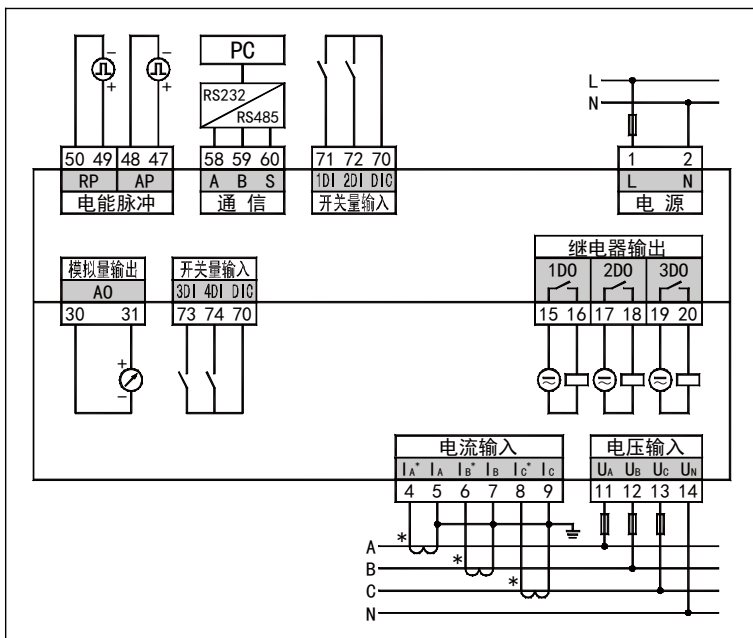 PC
RS232
RS485
L
N
50 49 48 47
RP AP
电能脉冲
58 59 60
A B S
通 信
71 72 70
1DI 2DI DIC
开关量输入
1 2
L N
电 源
模拟量输出
AO
30 31
开关量输入
3DI 4DI DIC
73 74 70
继电器输出
1DO 2DO 3DO
15 16 17 18 19 20
电流输入
IA* IA IB* IB IC* IC
4 5 6 7 8 9
电压输入
UA UB UC UN
11 12 13 14
A
B
C
N